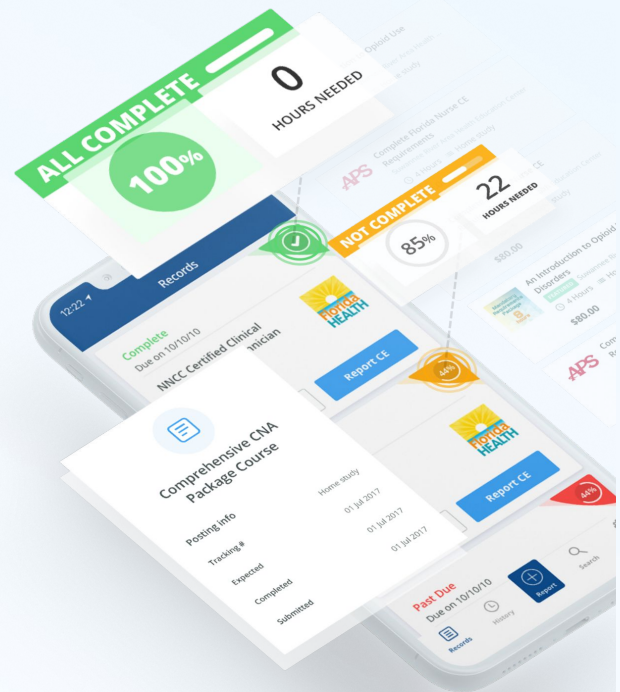 ALL COMPLETE
100%
0
HOURS NEEDED
Opioid Use
Home study
APS
Complete Florida Nurse CE
Requirements
4 Hours
Home study
NOT COMPLETE
85%
22
HOURS NEEDED
CE
$80.00
An Introduction to Opioid
Disorders
4 Hours
$80.00
APS
12:22
Records
Complete
Due on 10/10/10
NNCC Certified Clinical
nician
Florida
HEALTH
Report CE
44%
Florida
HEALTH
Report CE
44%
Comprehensive CNA
Package Course
Posting info
Home study
Tracking #
01 Jul 2017
Expected
01 Jul 2017
Completed
01 Jul 2017
Submitted
Past Due
Due on 10/10/10
Records
History
Report
Search